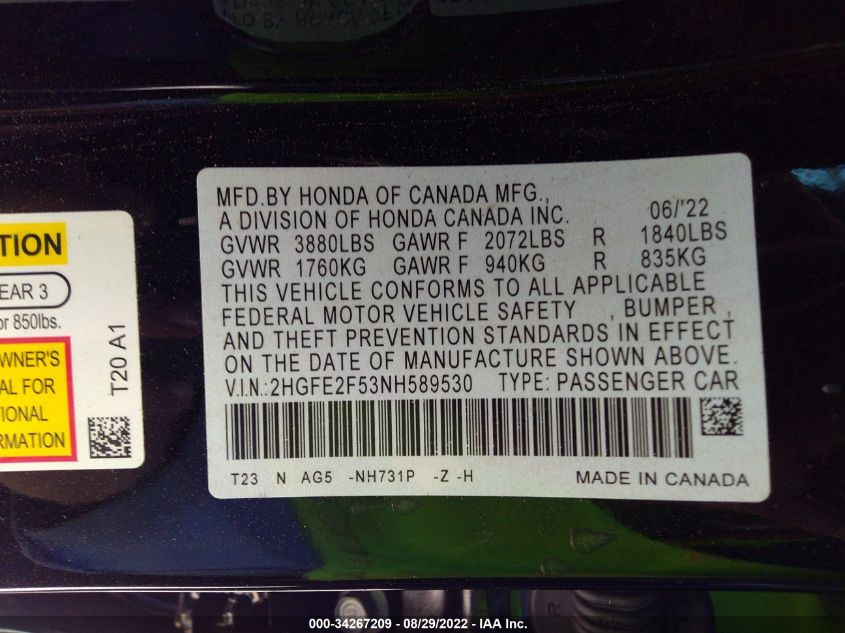 MFD.BY HONDA OF CANADA MFG.,
A DIVISION OF HONDA CANADA INC. 06/'22
GVWR 3880LBS GAWR F 2072LBS R 1840LBS
GVWR 1760KG GAWR F 940KG R 835KG
THIS VEHICLE CONFORMS TO ALL APPLICABLE
FEDERAL MOTOR VEHICLE SAFETY , BUMPER ,
AND THEFT PREVENTION STANDARDS IN EFFECT
ON THE DATE OF MANUFACTURE SHOWN ABOVE.
V.I.N.:2HGFE2F53NH589530 TYPE: PASSENGER CAR
T23 N AG5 -NH731P -Z -H MADE IN CANADA
TION
EAR 3
or 850lbs.
WNER'S
AL FOR
TIONAL
RMATION
T20 A1
000-34267209 - 08/29/2022 - IAA Inc.